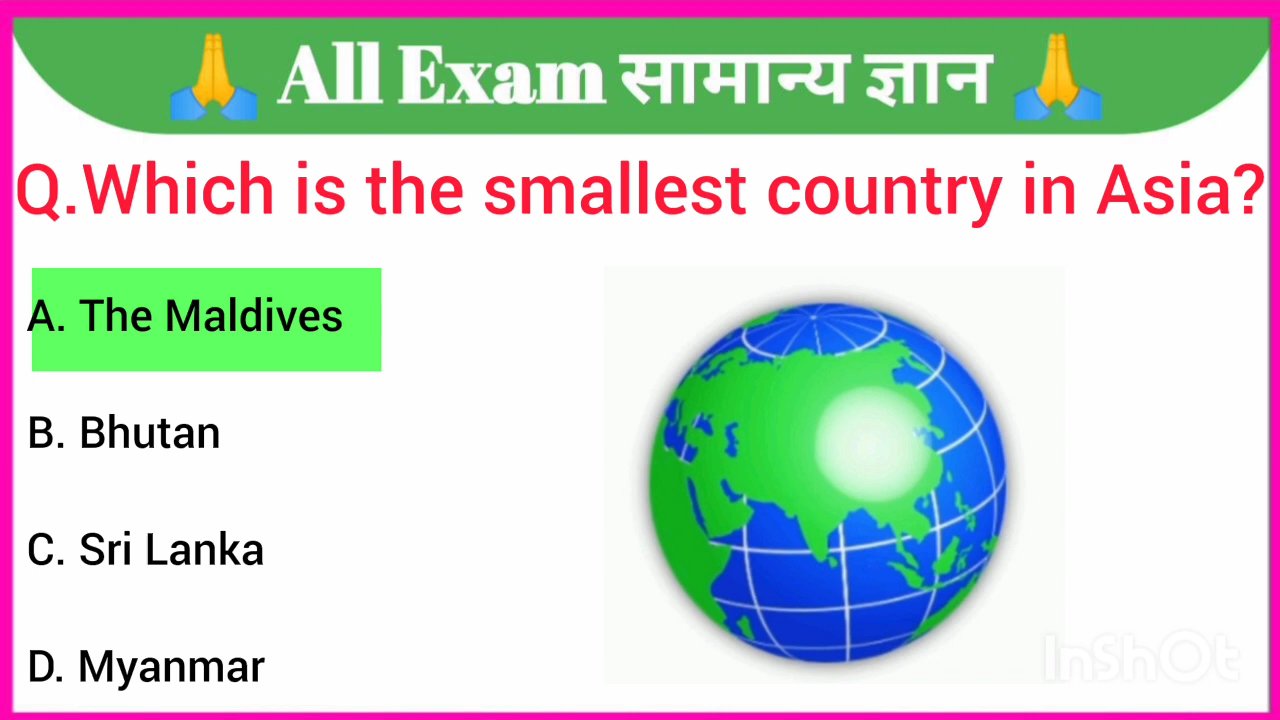 🙏 All Exam सामान्य ज्ञान 🙏
Q.Which is the smallest country in Asia?
A. The Maldives
B. Bhutan
C. Sri Lanka
D. Myanmar
InShOt